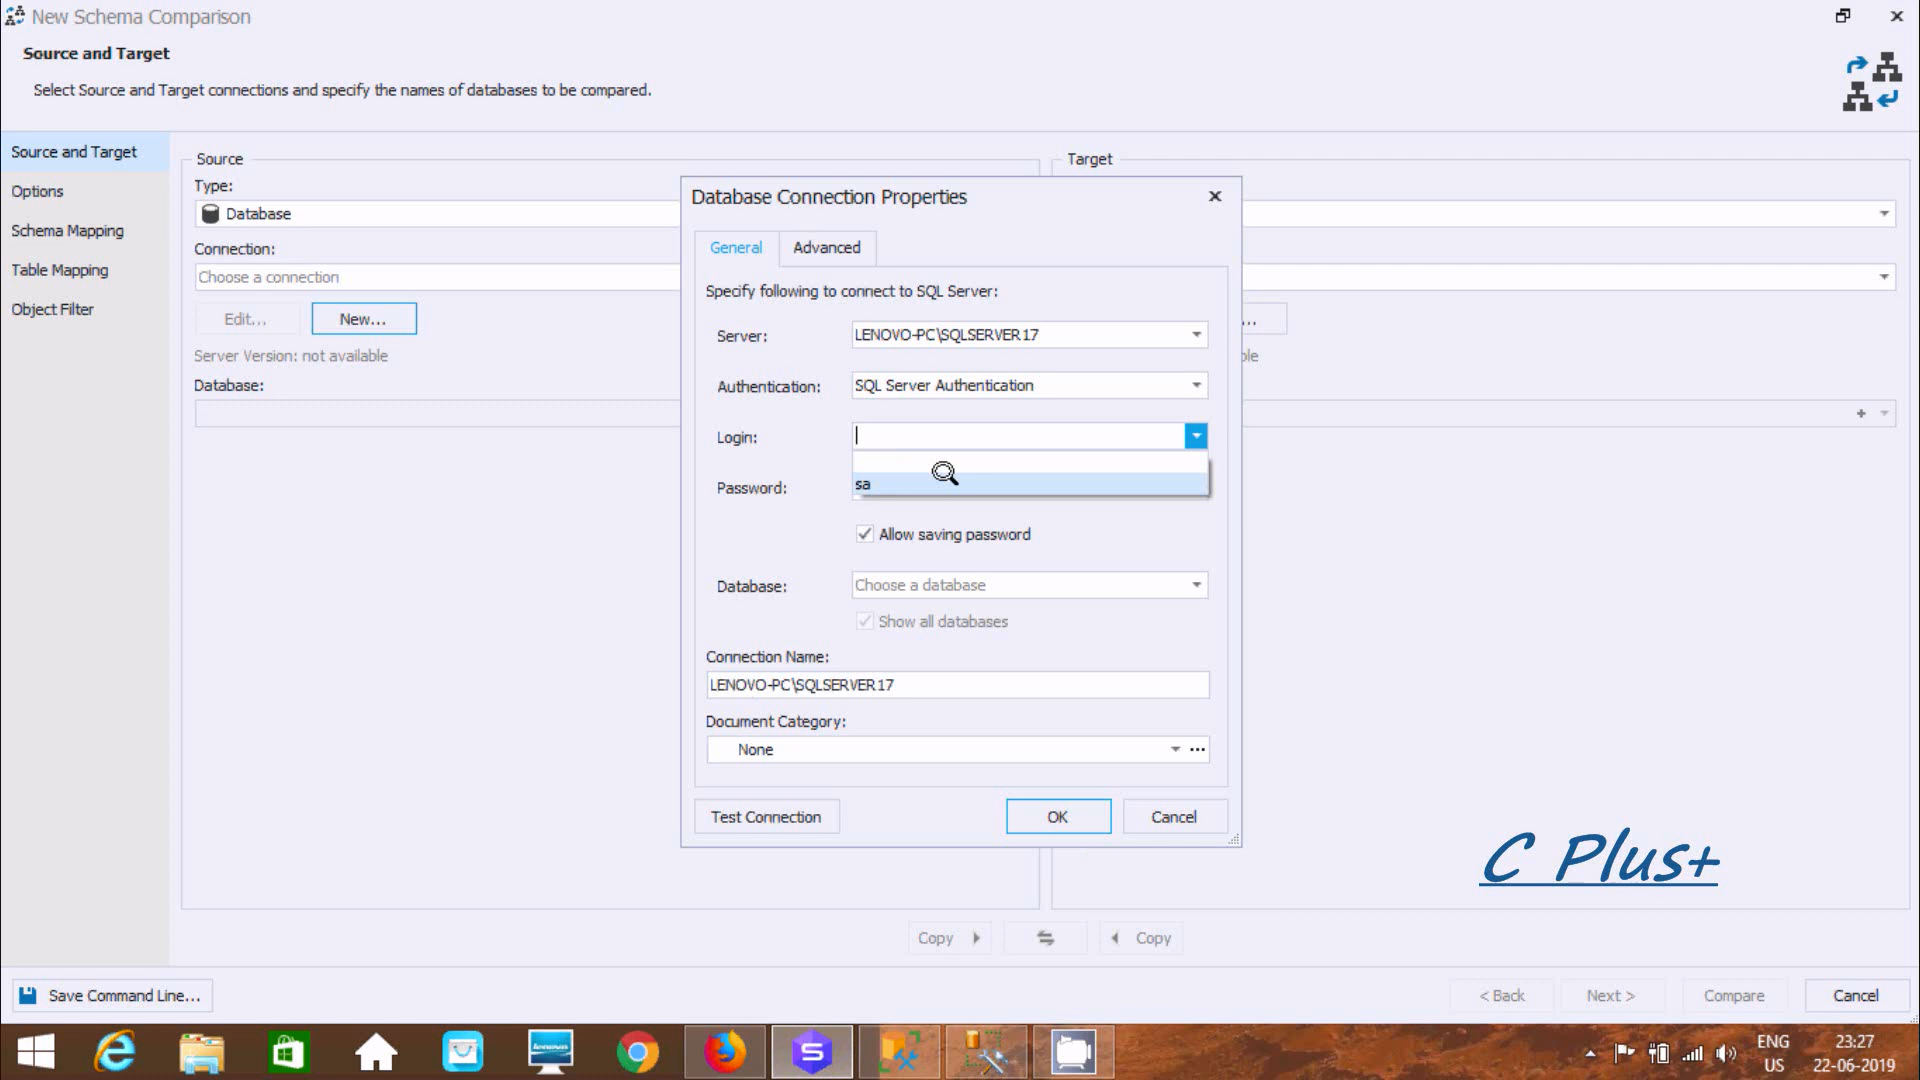 New Schema Comparison
Source and Target
Select Source and Target connections and specify the names of databases to be compared.
Source and Target
Options
Schema Mapping
Table Mapping
Object Filter
Source
Type:
Database
Connection:
Choose a connection
Edit...
New...
Server Version: not available
Database:
Target
...
ble
Database Connection Properties
General
Advanced
Specify following to connect to SQL Server:
Server:
LENOVO-PC\SQLSERVER17
Authentication:
SQL Server Authentication
Login:
sa
Password:
Allow saving password
Database:
Choose a database
Show all databases
Connection Name:
LENOVO-PC\SQLSERVER17
Document Category:
None
...
Test Connection
OK
Cancel
C Plus+
Copy
Copy
Save Command Line...
< Back
Next >
Compare
Cancel
ENG
US
23:27
22-06-2019